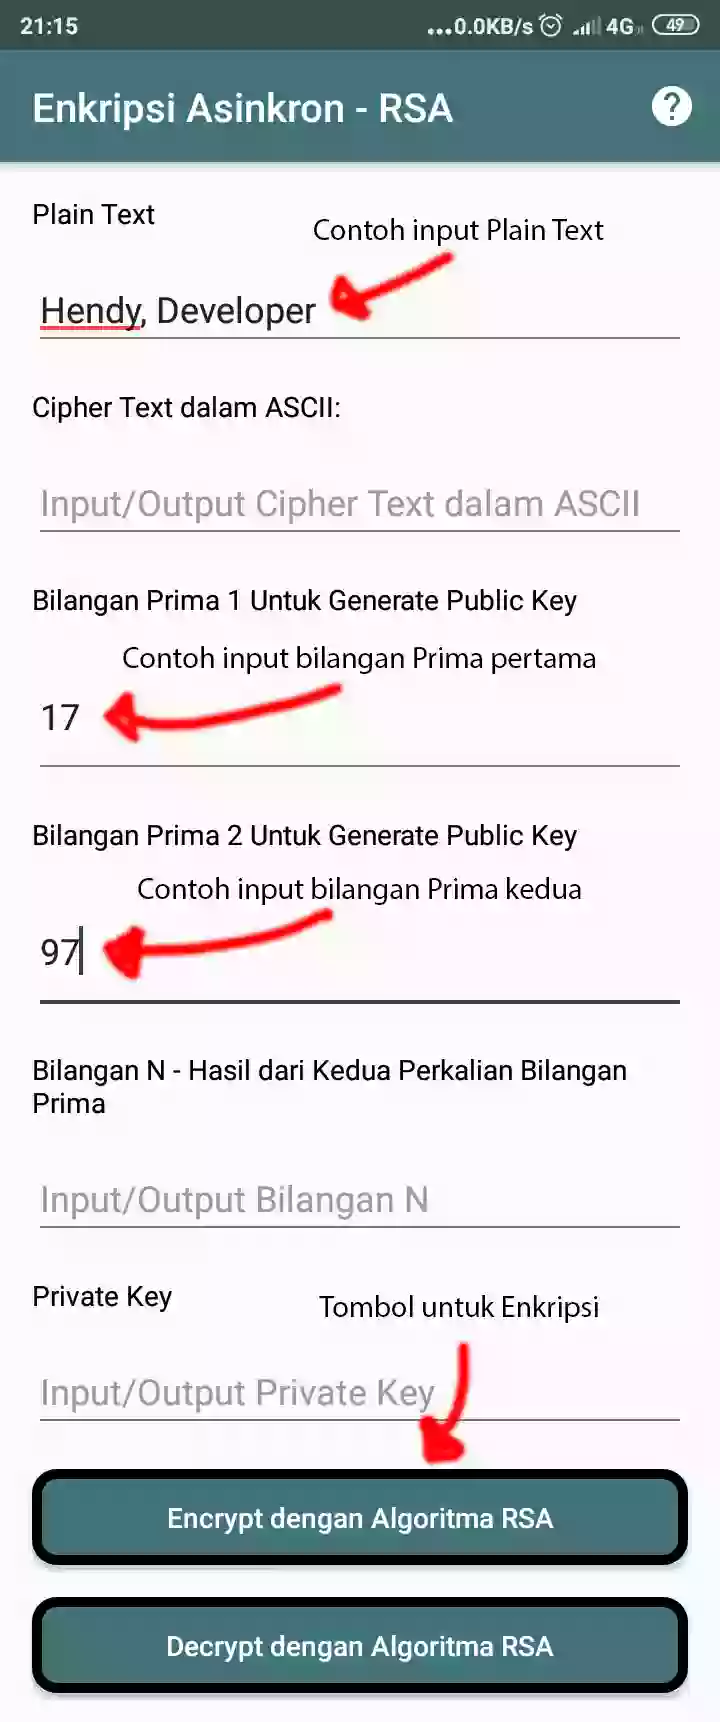 21:15
...0.0KB/s 4G 49
Enkripsi Asinkron - RSA
?
Plain Text
Contoh input Plain Text
Hendy, Developer
Cipher Text dalam ASCII:
Input/Output Cipher Text dalam ASCII
Bilangan Prima 1 Untuk Generate Public Key
Contoh input bilangan Prima pertama
17
Bilangan Prima 2 Untuk Generate Public Key
Contoh input bilangan Prima kedua
97
Bilangan N - Hasil dari Kedua Perkalian Bilangan
Prima
Input/Output Bilangan N
Private Key
Tombol untuk Enkripsi
Input/Output Private Key
Encrypt dengan Algoritma RSA
Decrypt dengan Algoritma RSA